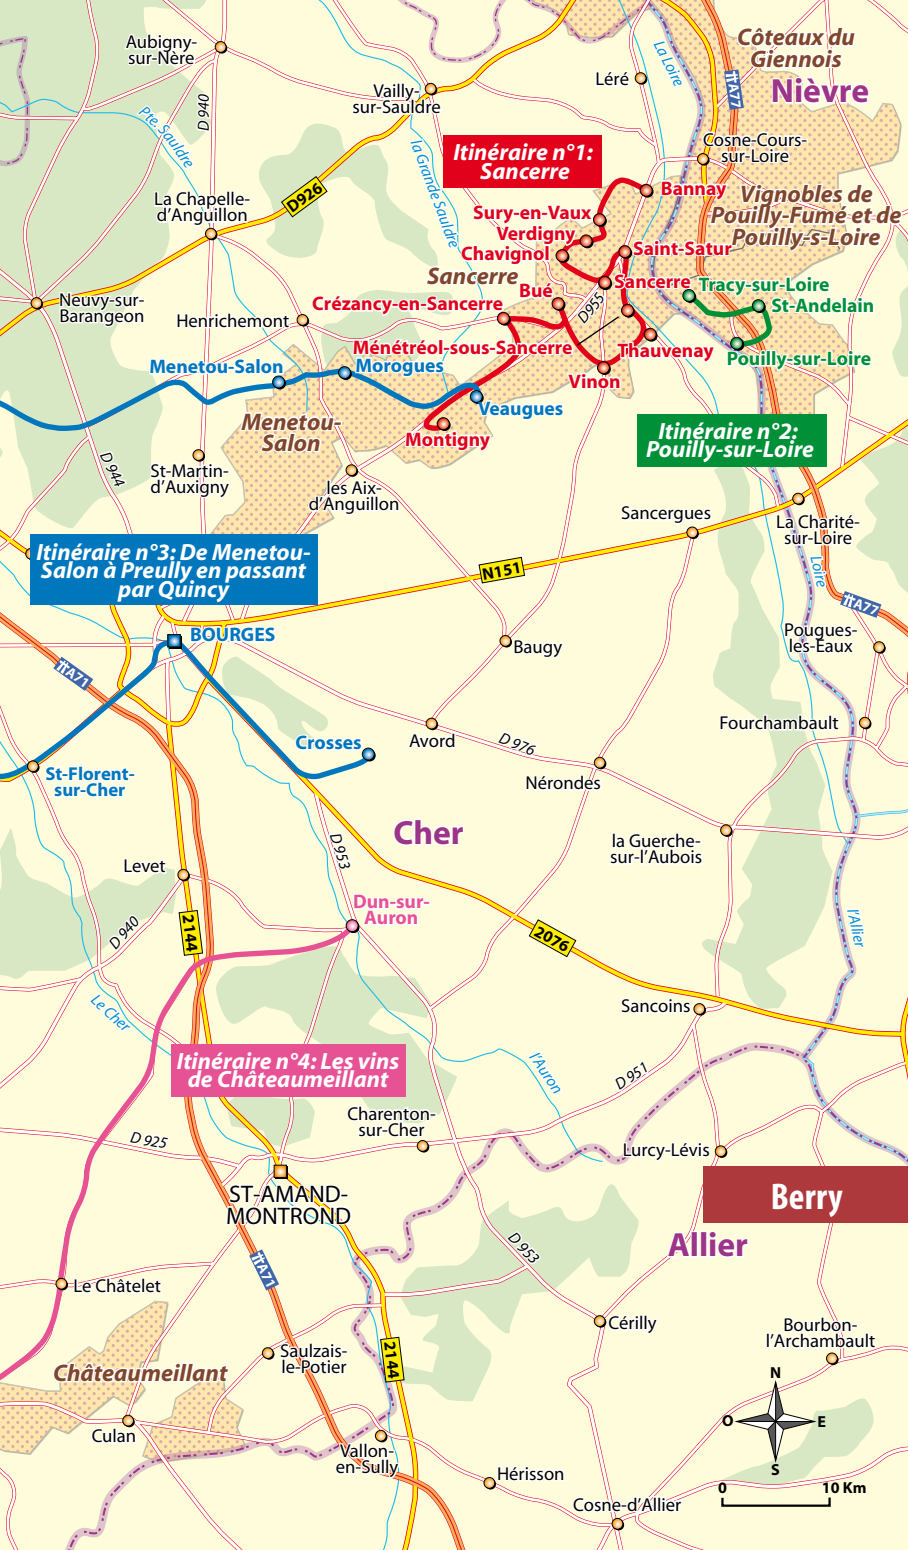 Aubigny-
sur-Nère
D 940
Vailly-
sur-Sauldre
Léré
La Loire
Côteaux du
Giennois
Nièvre
A77
Pte. Sauldre
la Grande Sauldre
Itinéraire n°1:
Sancerre
Cosne-Cours-
sur-Loire
La Chapelle-
d'Anguillon
D926
Bannay
Vignobles de
Pouilly-Fumé et de
Pouilly-s-Loire
Sury-en-Vaux
Verdigny
Chavignol
Saint-Satur
Sancerre
Sancerre
Bué
D955
Tracy-sur-Loire
St-Andelain
Neuvy-sur-
Barangeon
Crézancy-en-Sancerre
Henrichemont
Ménétréol-sous-Sancerre
Thauvenay
Pouilly-sur-Loire
Menetou-Salon
Morogues
Vinon
Veaugues
Menetou-
Salon
Montigny
Itinéraire n°2:
Pouilly-sur-Loire
D 944
St-Martin-
d'Auxigny
les Aix-
d'Anguillon
Sancergues
La Charité-
sur-Loire
Itinéraire n°3: De Menetou-
Salon à Preully en passant
par Quincy
N151
Loire
A77
BOURGES
Baugy
Pougues-
les-Eaux
A71
Fourchambault
Crosses
Avord
D 976
St-Florent-
sur-Cher
Nérondes
Cher
la Guerche-
sur-l'Aubois
D 953
Levet
Dun-sur-
Auron
D 940
2144
2076
l'Allier
Le Cher
Sancoins
Itinéraire n°4: Les vins
de Châteaumeillant
l'Auron
D 951
Charenton-
sur-Cher
D 925
Lurcy-Lévis
ST-AMAND-
MONTROND
Berry
Allier
D 953
A71
Le Châtelet
Cérilly
Bourbon-
l'Archambault
Saulzais-
le-Potier
2144
Châteaumeillant
N
O
E
S
Culan
Vallon-
en-Sully
Hérisson
0
10 Km
Cosne-d'Allier